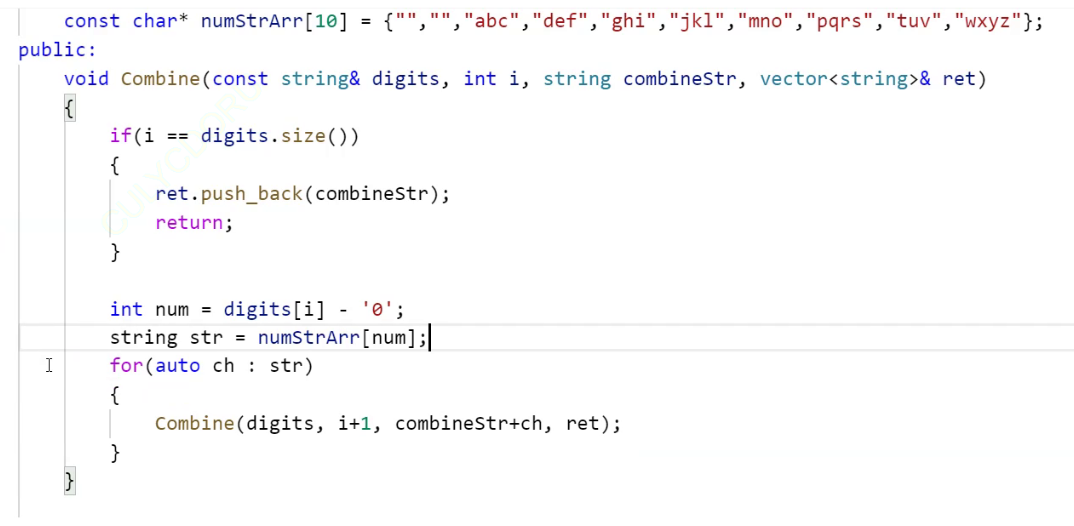 const char* numStrArr[10] = {"","","abc","def","ghi","jkl","mno","pqrs","tuv","wxyz"};
public:
void Combine(const string& digits, int i, string combineStr, vector<string>& ret)
{
if(i == digits.size())
{
ret.push_back(combineStr);
return;
}
int num = digits[i] - '0';
string str = numStrArr[num];
for(auto ch : str)
{
Combine(digits, i+1, combineStr+ch, ret);
}
}